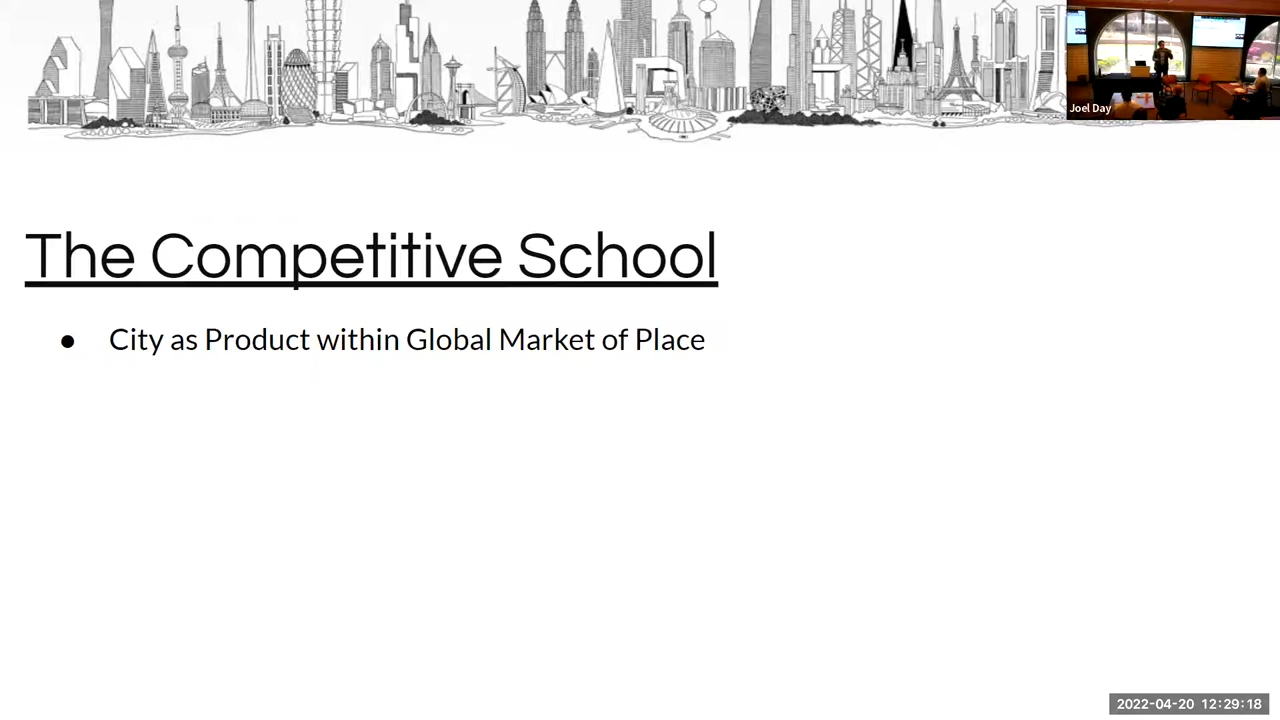 Joel Day
The Competitive School
● City as Product within Global Market of Place
2022-04-20 12:29:18